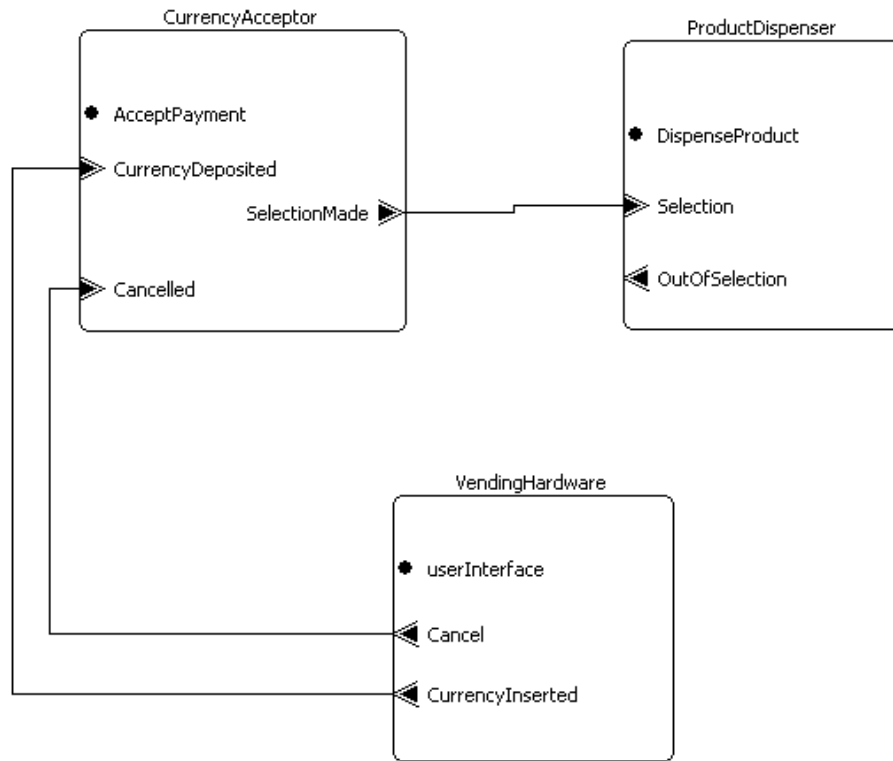 CurrencyAcceptor
AcceptPayment
CurrencyDeposited
SelectionMade
Cancelled
ProductDispenser
DispenseProduct
Selection
OutOfSelection
VendingHardware
userInterface
Cancel
CurrencyInserted